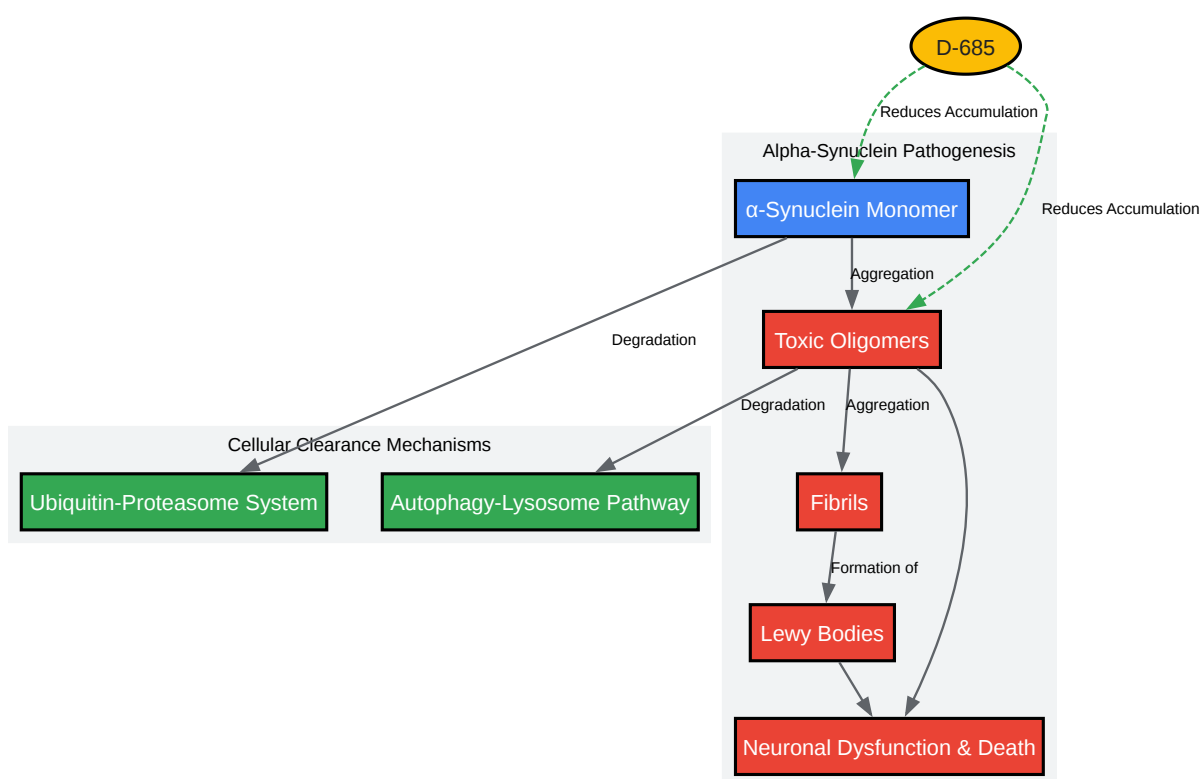 D-685
Reduces Accumulation
Alpha-Synuclein Pathogenesis
α-Synuclein Monomer
Reduces Accumulation
Aggregation
Degradation
Toxic Oligomers
Degradation
Aggregation
Cellular Clearance Mechanisms
Ubiquitin-Proteasome System
Autophagy-Lysosome Pathway
Fibrils
Formation of
Lewy Bodies
Neuronal Dysfunction & Death